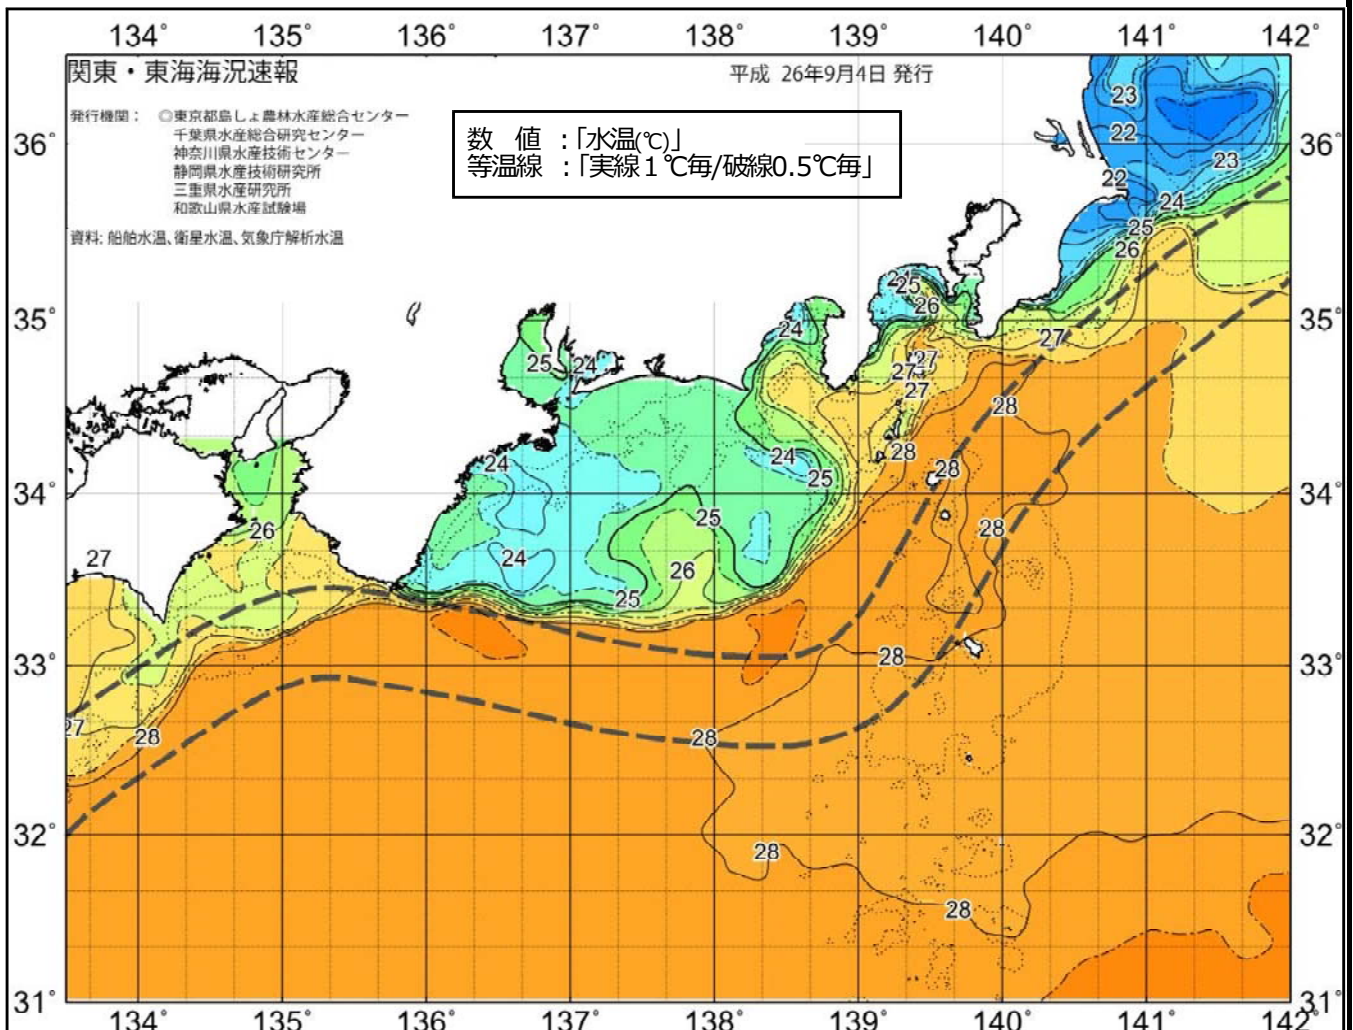 134° 135° 136° 137° 138° 139° 140° 141° 142°
関東・東海海況速報
平成 26年9月4日 発行
発行機関： ◎東京都島しょ農林水産総合センター
千葉県水産総合研究センター
神奈川県水産技術センター
静岡県水産技術研究所
三重県水産研究所
和歌山県水産試験場
資料: 船舶水温、衛星水温、気象庁解析水温
数 値 ：「水温(℃)」
等温線 ：「実線１℃毎/破線0.5℃毎」
23
36° 22 36°
23
22
24
25
26
24
25
26
35° 24 35°
27
25 24
27
27
27
28
28
24 24
28
25
34° 34°
25
26 28
27 24
26
25
33° 28 33°
27 28 28
32° 32°
28
28
31° 31°
134° 135° 136° 137° 138° 139° 140° 141° 142°